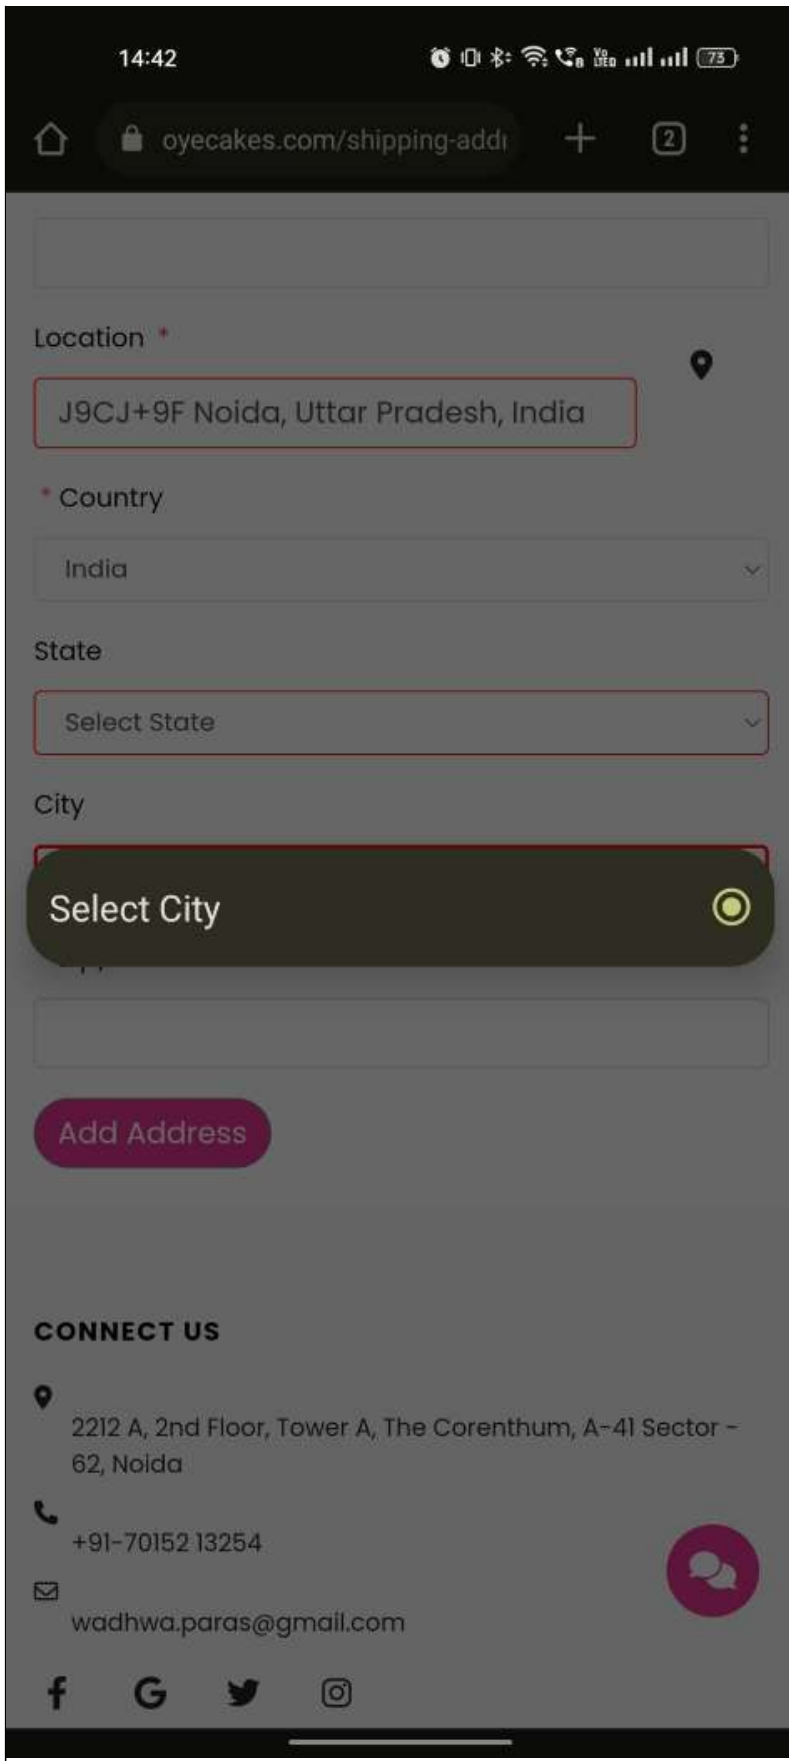 14:42
73
oyecakes.com/shipping-addr
2
Location *
J9CJ+9F Noida, Uttar Pradesh, India
* Country
India
State
Select State
City
Select City
Add Address
CONNECT US
2212 A, 2nd Floor, Tower A, The Corenthum, A-41 Sector -
62, Noida
+91-70152 13254
wadhwa.paras@gmail.com